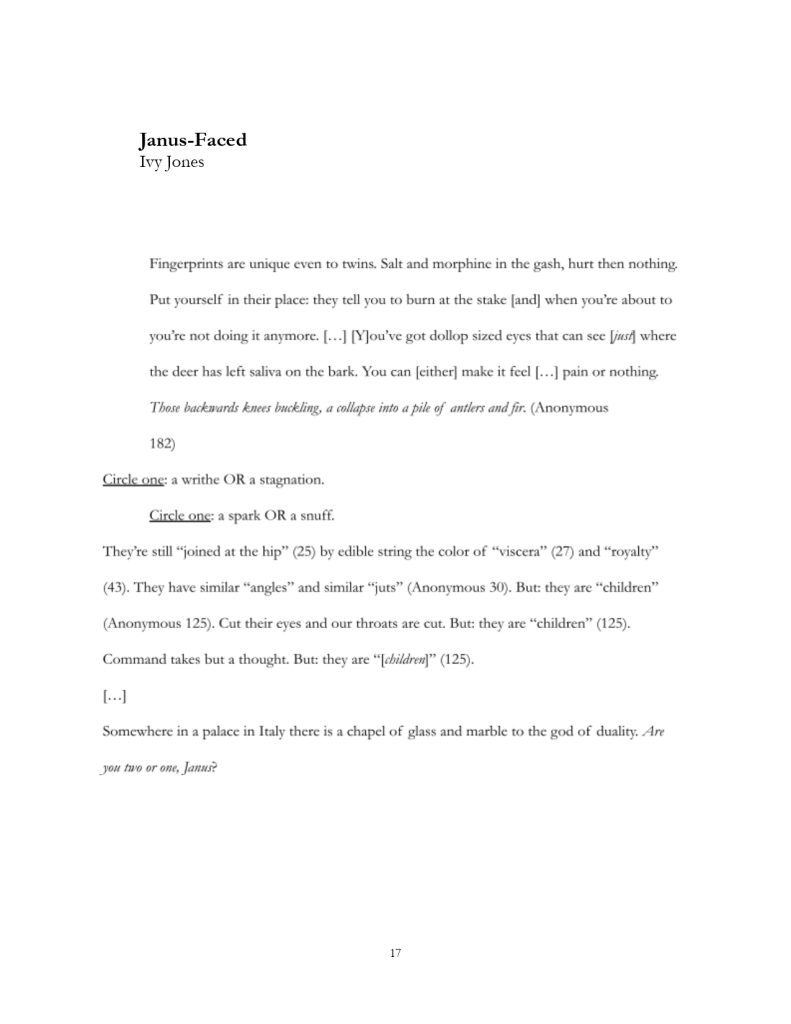 Janus-Faced
Ivy Jones
Fingerprints are unique even to twins. Salt and morphine in the gash, hurt then nothing.
Put yourself in their place: they tell you to burn at the stake [and] when you’re about to
you’re not doing it anymore. […] [Y]ou’ve got dollop sized eyes that can see [just] where
the deer has left saliva on the bark. You can [either] make it feel […] pain or nothing.
Those backwards knees buckling, a collapse into a pile of antlers and fir. (Anonymous
182)
Circle one: a writhe OR a stagnation.
Circle one: a spark OR a snuff.
They’re still “joined at the hip” (25) by edible string the color of “viscera” (27) and “royalty”
(43). They have similar “angles” and similar “juts” (Anonymous 30). But: they are “children”
(Anonymous 125). Cut their eyes and our throats are cut. But: they are “children” (125).
Command takes but a thought. But: they are “[children]” (125).
[…]
Somewhere in a palace in Italy there is a chapel of glass and marble to the god of duality. Are
you two or one, Janus?
17